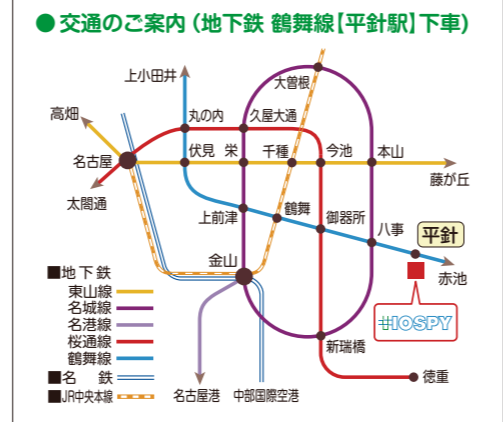 ●交通のご案内（地下鉄 鶴舞線【平針駅】下車）
上小田井
大曽根
高畑
丸の内
久屋大通
名古屋
伏見
栄
千種
今池
本山
太閤通
藤が丘
上前津
鶴舞
御器所
八事
平針
金山
赤池
■地下鉄
東山線
名城線
名港線
桜通線
鶴舞線
■名 鉄
■JR中央本線
IOSPY
新瑞橋
名古屋港
中部国際空港
徳重